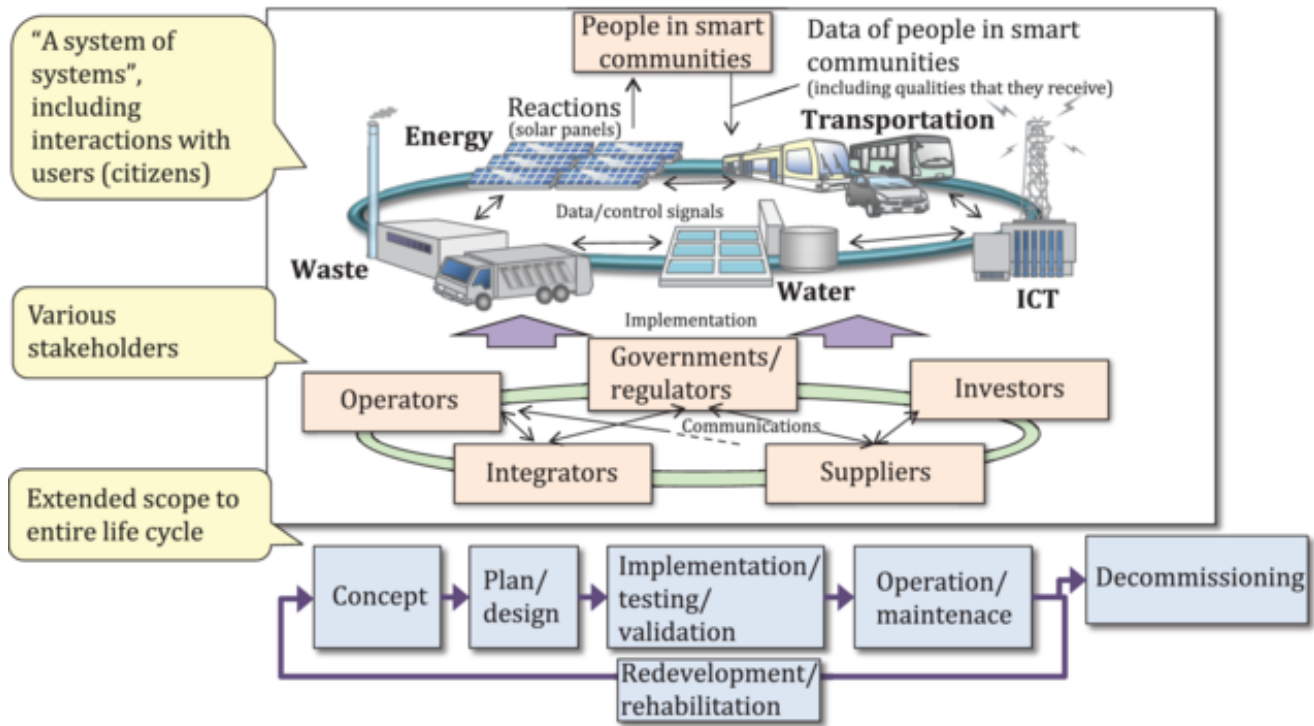 “A system of
systems”,
including
interactions with
users (citizens)
People in smart
communities
Data of people in smart
communities
(including qualities that they receive)
Reactions
(solar panels)
Energy
Transportation
Data/control signals
Waste
Water
ICT
Various
stakeholders
Implementation
Governments/
regulators
Operators
Investors
Communications
Integrators
Suppliers
Extended scope to
entire life cycle
Concept
Plan/
design
Implementation/
testing/
validation
Operation/
maintenace
Decommissioning
Redevelopment/
rehabilitation